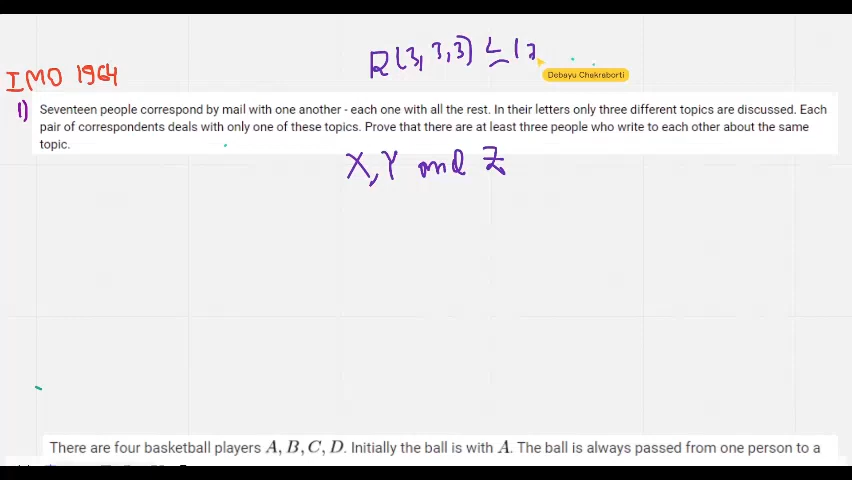 R(3,3,3) ≤ 17
Debayu Chakraborti
IMO 1964
1) Seventeen people correspond by mail with one another - each one with all the rest. In their letters only three different topics are discussed. Each
pair of correspondents deals with only one of these topics. Prove that there are at least three people who write to each other about the same
topic.
X, Y and Z
There are four basketball players A, B, C, D. Initially the ball is with A. The ball is always passed from one person to a